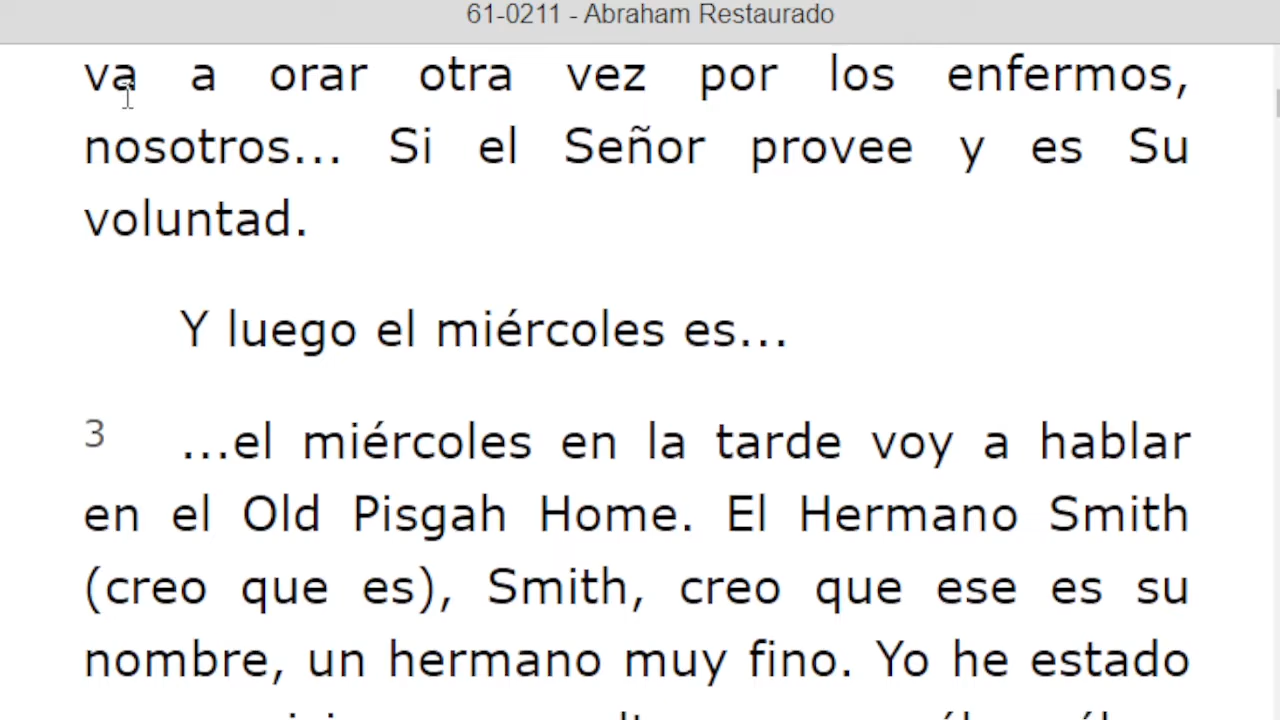 61-0211 - Abraham Restaurado
va a orar otra vez por los enfermos,
nosotros... Si el Señor provee y es Su
voluntad.
Y luego el miércoles es...
3 ...el miércoles en la tarde voy a hablar
en el Old Pisgah Home. El Hermano Smith
(creo que es), Smith, creo que ese es su
nombre, un hermano muy fino. Yo he estado